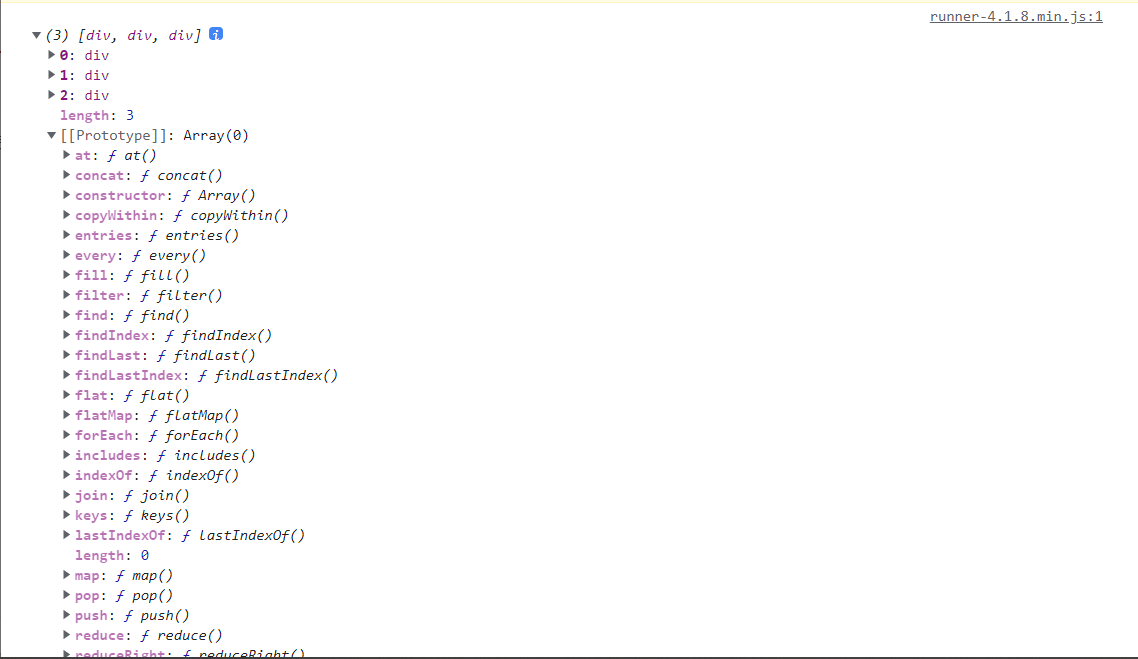 runner-4.1.8.min.js:1
(3) [div, div, div] i
0: div
1: div
2: div
length: 3
[[Prototype]]: Array(0)
at: ƒ at()
concat: ƒ concat()
constructor: ƒ Array()
copyWithin: ƒ copyWithin()
entries: ƒ entries()
every: ƒ every()
fill: ƒ fill()
filter: ƒ filter()
find: ƒ find()
findIndex: ƒ findIndex()
findLast: ƒ findLast()
findLastIndex: ƒ findLastIndex()
flat: ƒ flat()
flatMap: ƒ flatMap()
forEach: ƒ forEach()
includes: ƒ includes()
indexOf: ƒ indexOf()
join: ƒ join()
keys: ƒ keys()
lastIndexOf: ƒ lastIndexOf()
length: 0
map: ƒ map()
pop: ƒ pop()
push: ƒ push()
reduce: ƒ reduce()
reduceRight: ƒ reduceRight()